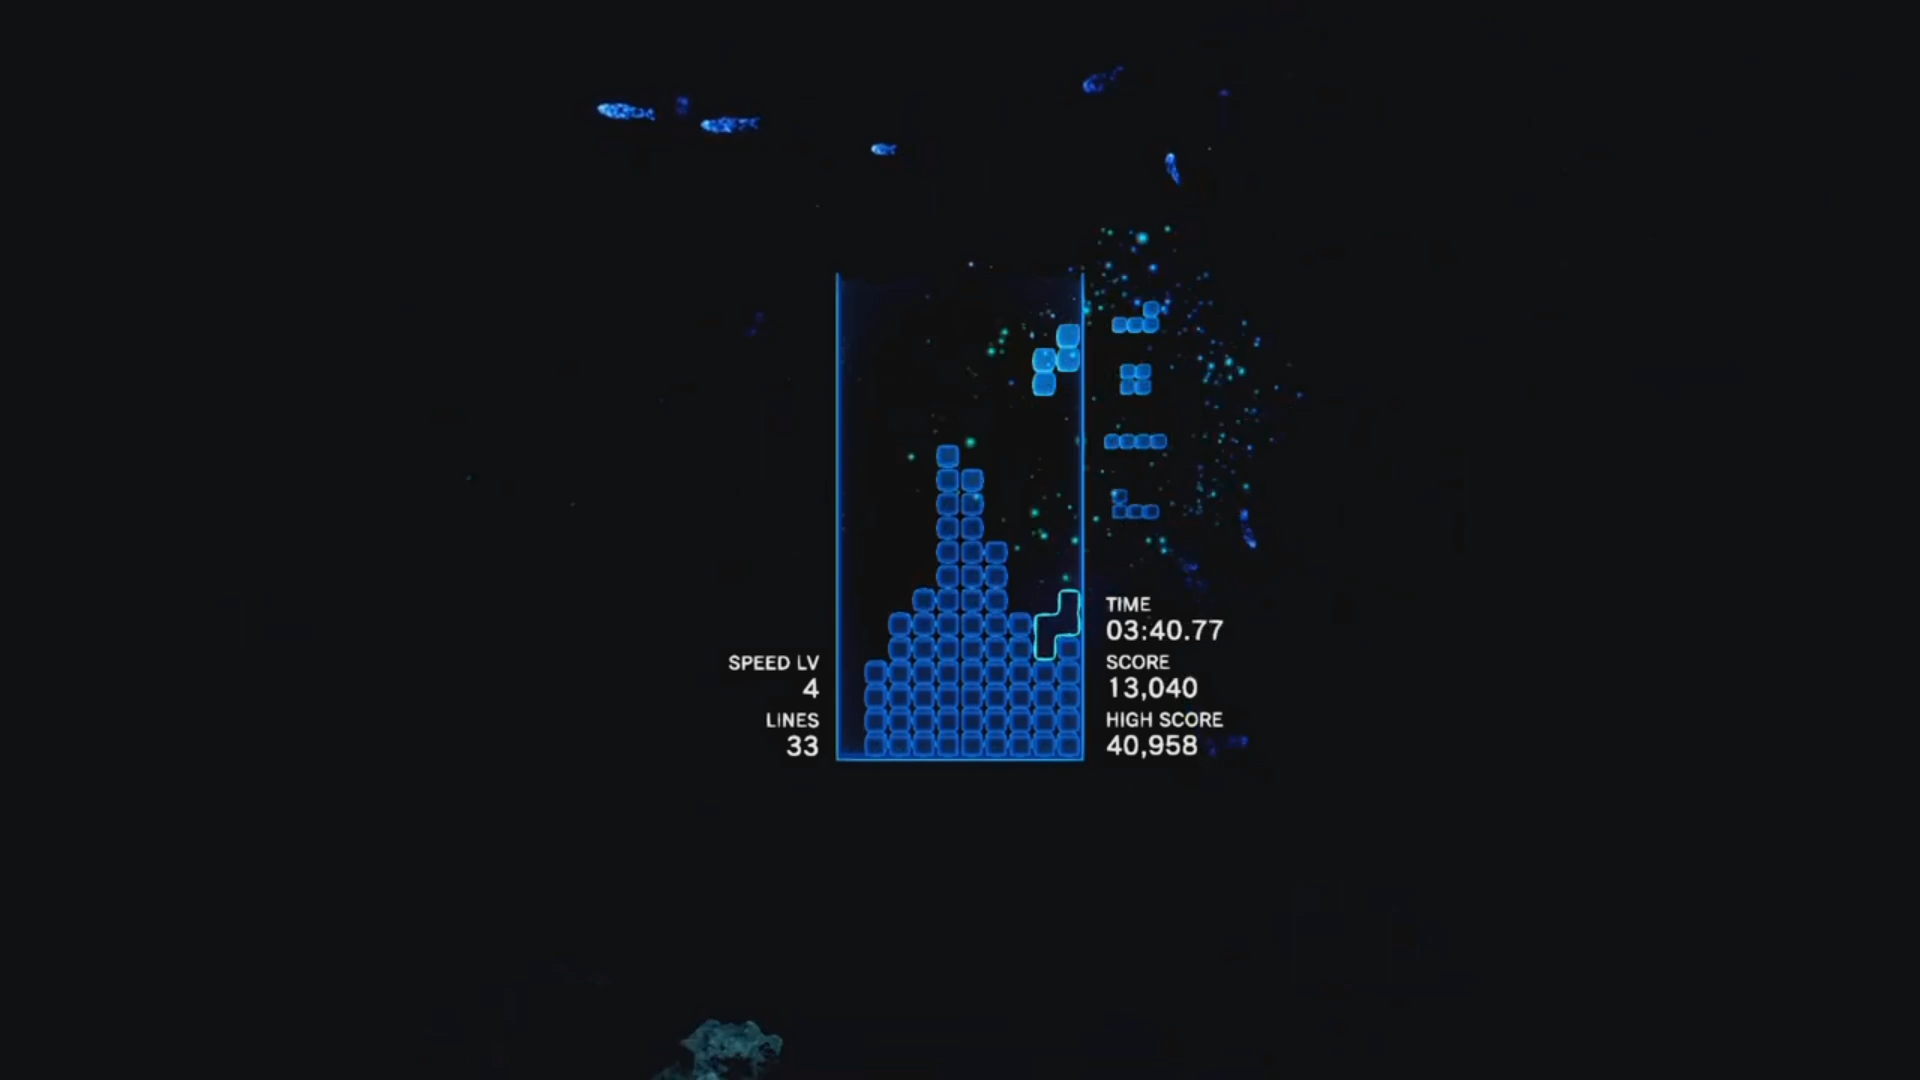 SPEED LV
4
LINES
33
TIME
03:40.77
SCORE
13,040
HIGH SCORE
40,958